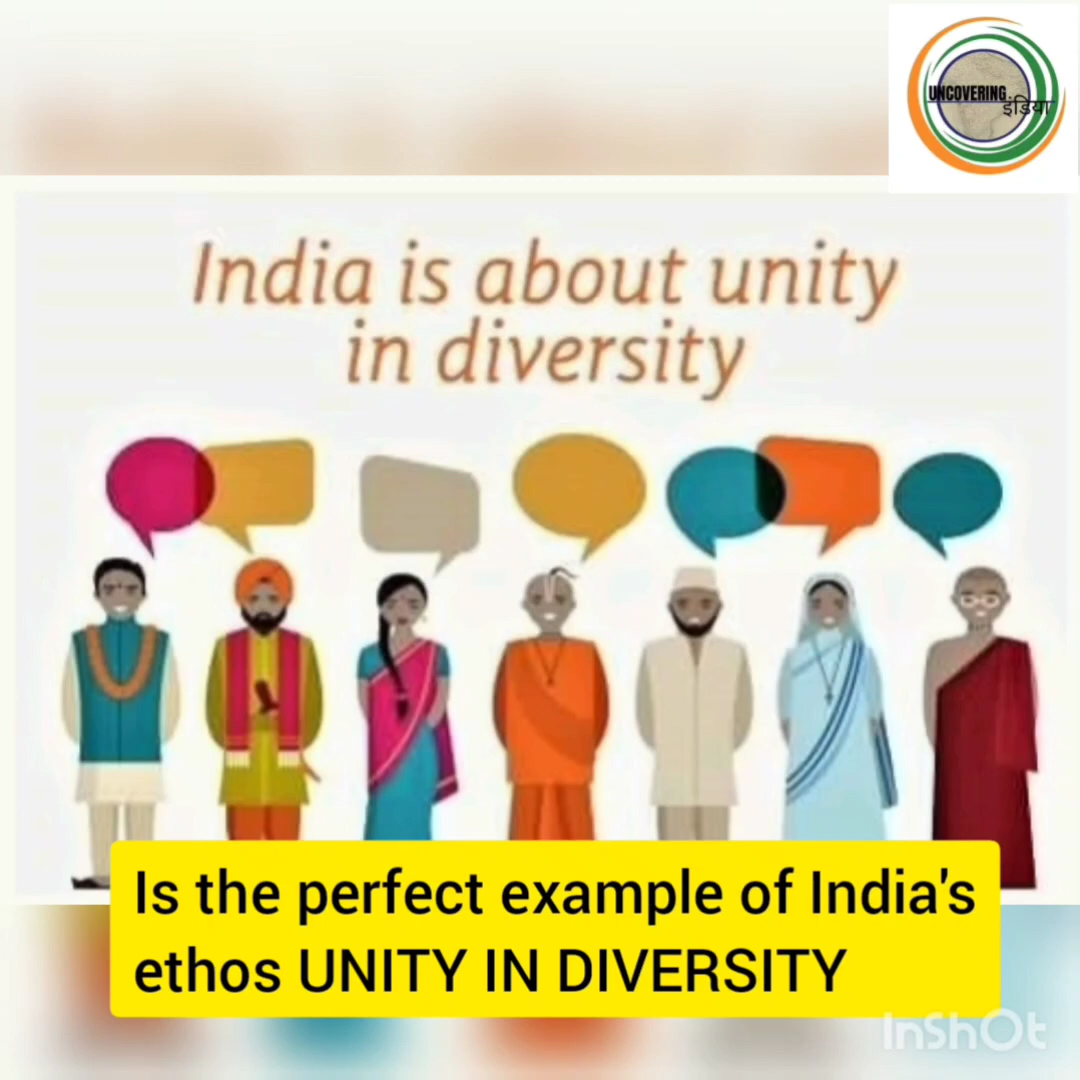 UNCOVERING
इंडिया
India is about unity
in diversity
Is the perfect example of India's
ethos UNITY IN DIVERSITY
InShOt